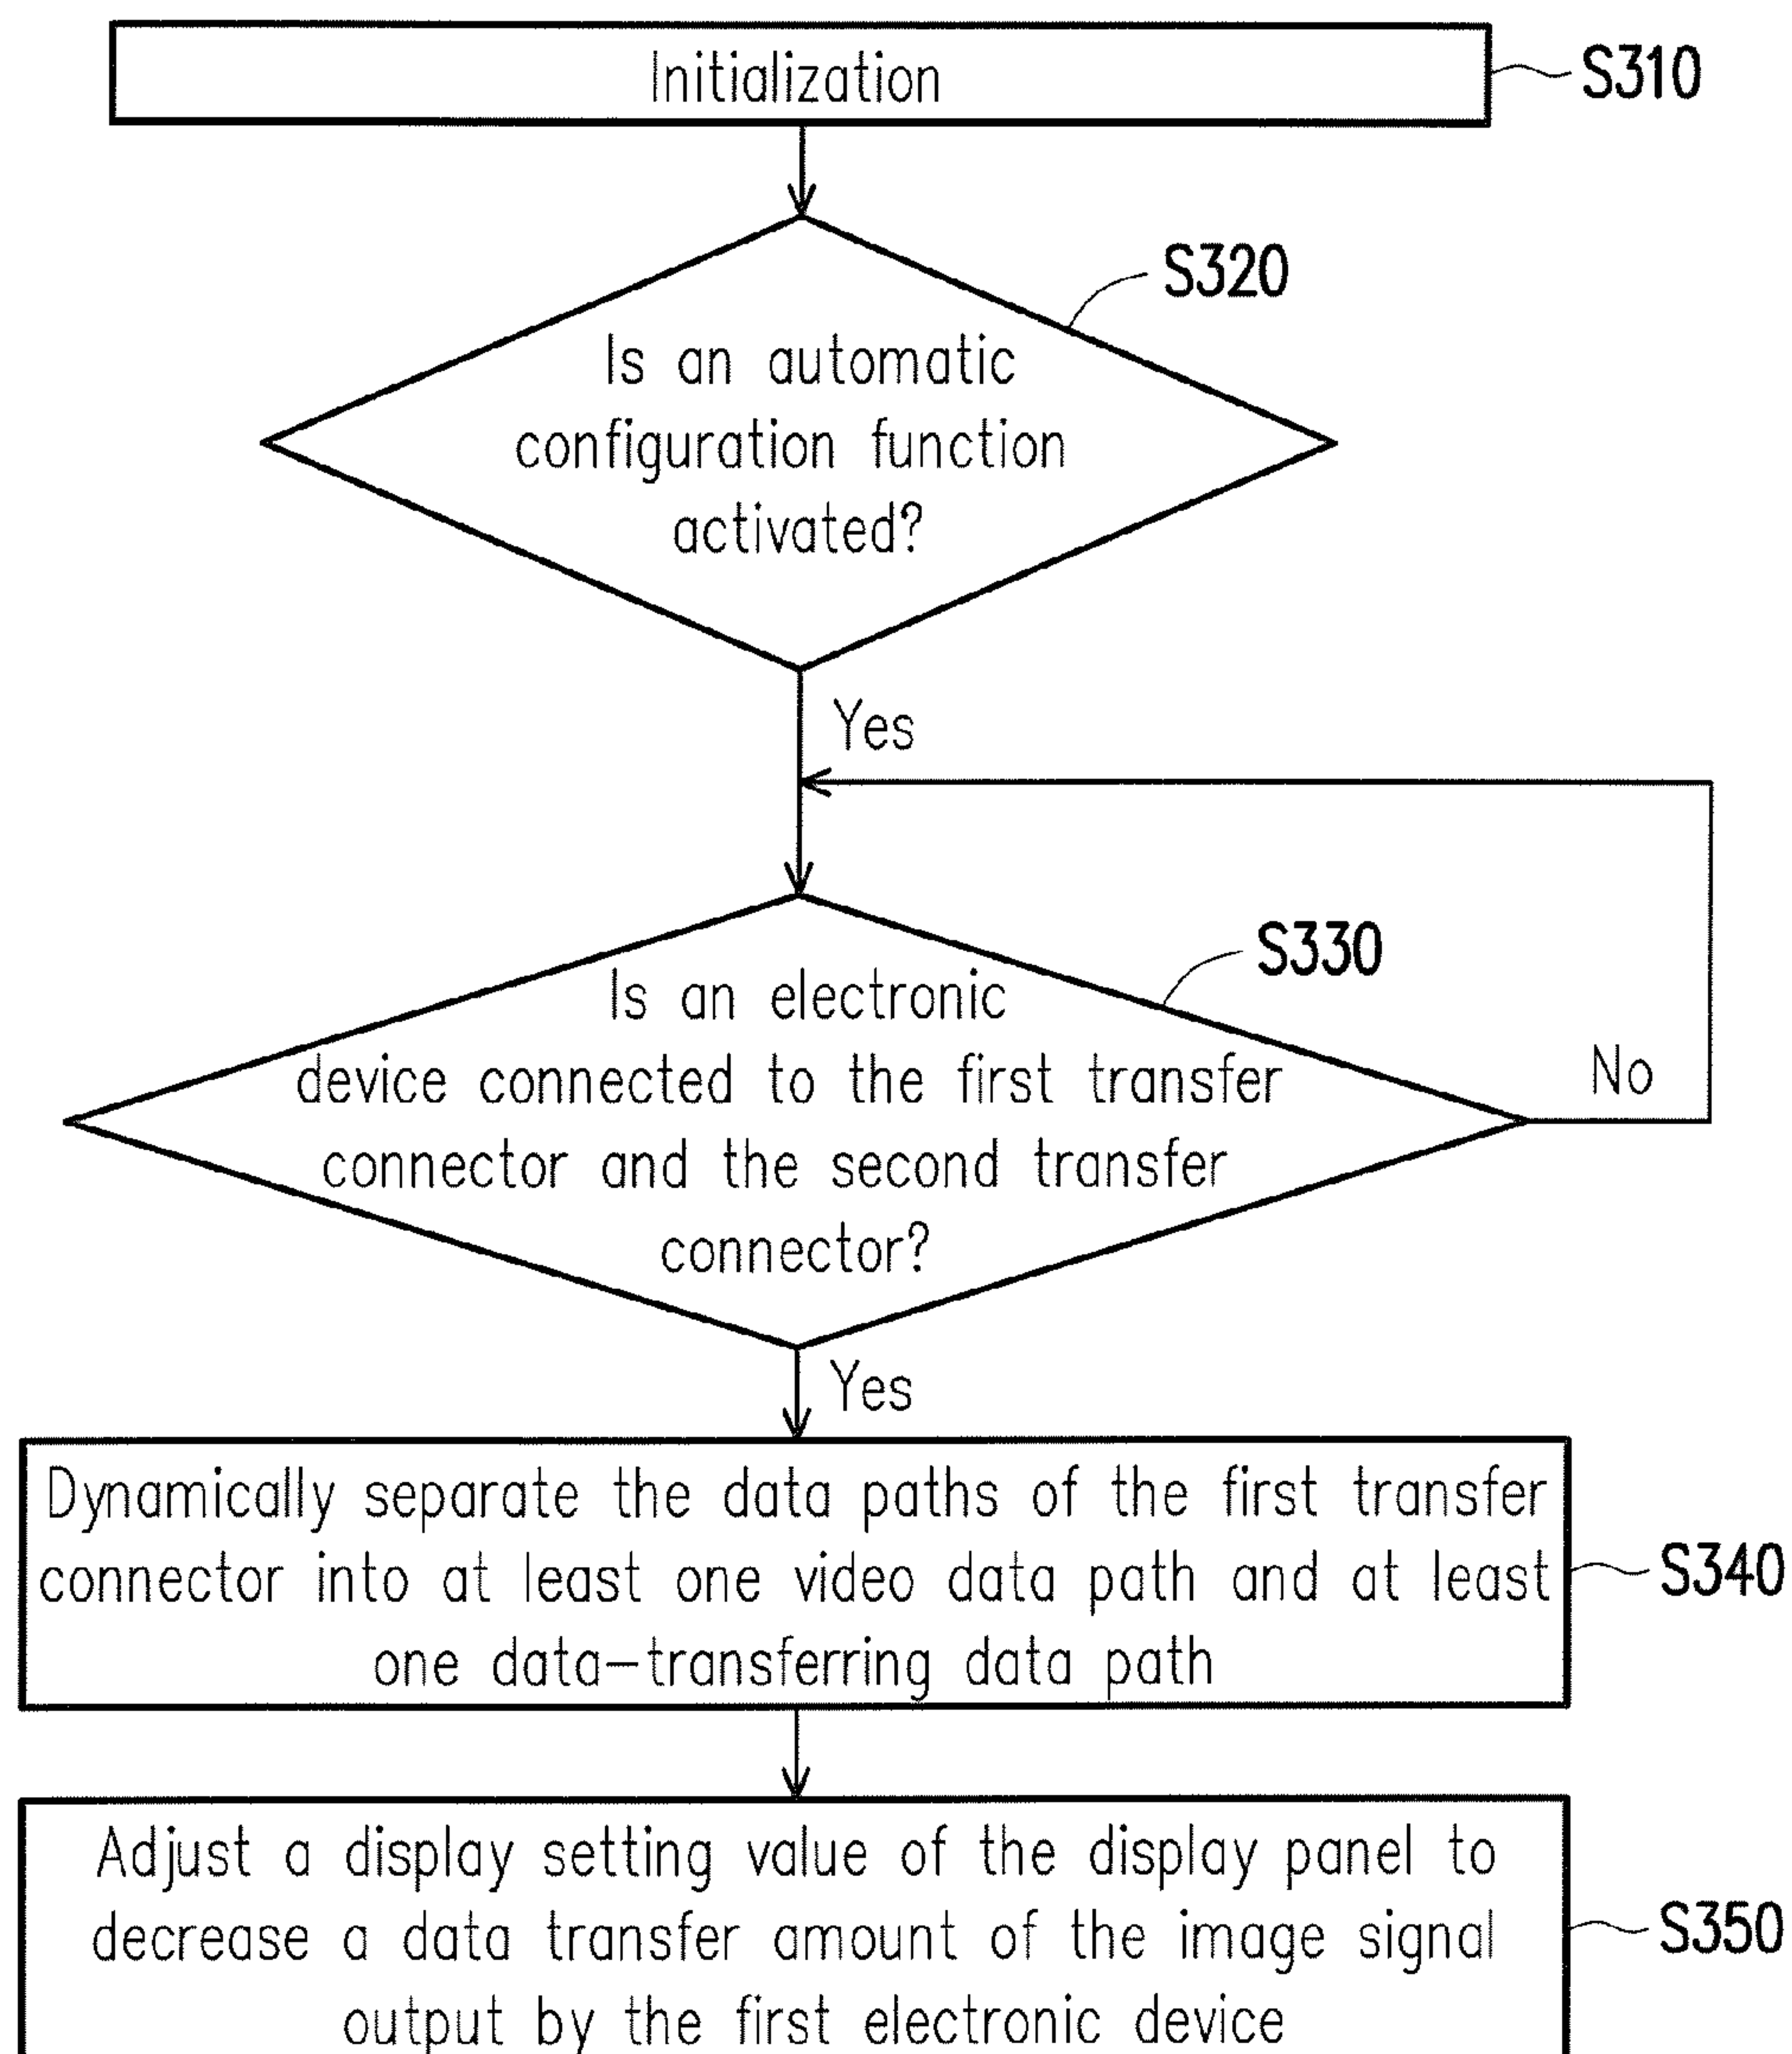 Initialization
S310
S320
Is an automatic
configuration function
activated?
Yes
S330
Is an electronic
device connected to the first transfer
connector and the second transfer
connector?
No
Yes
Dynamically separate the data paths of the first transfer
connector into at least one video data path and at least
one data-transferring data path
S340
Adjust a display setting value of the display panel to
decrease a data transfer amount of the image signal
output by the first electronic device
S350